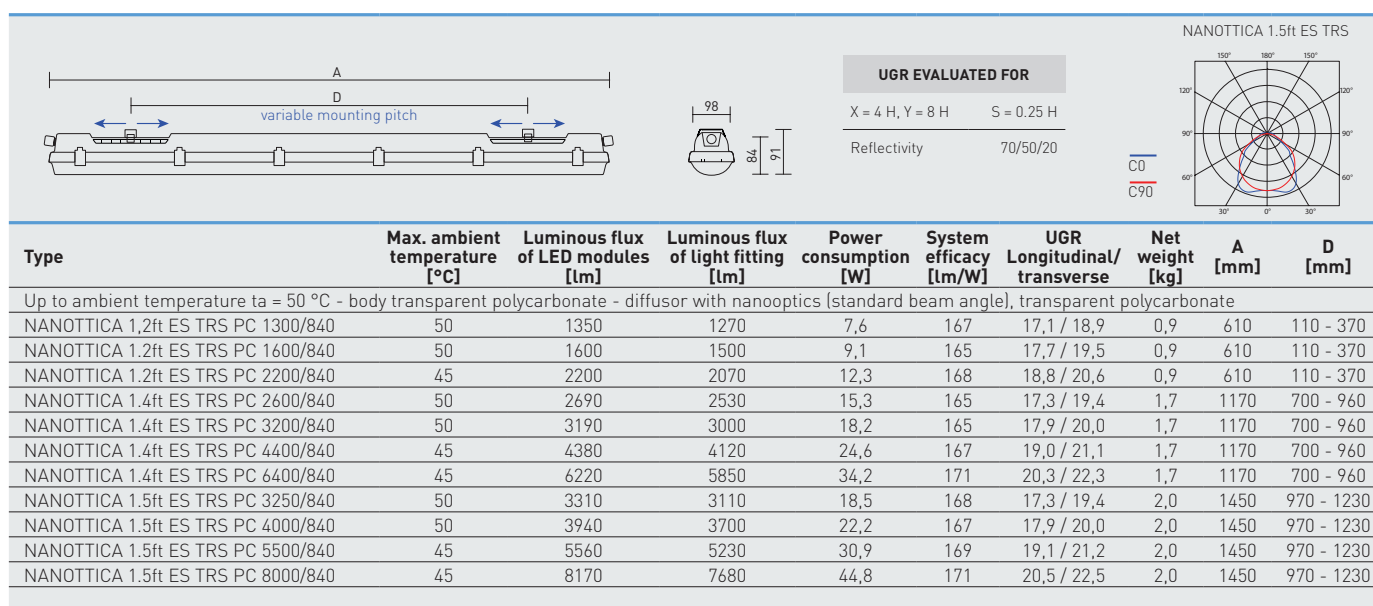 NANOTTICA 1.5ft ES TRS
A
D
variable mounting pitch
98
84
91
UGR EVALUATED FOR
X = 4 H, Y = 8 H S = 0.25 H
Reflectivity 70/50/20
C0
C90
150° 180° 150°
120° 120°
90° 90°
60° 60°
30° 0° 30°
Type Max. ambient temperature [°C] Luminous flux of LED modules [lm] Luminous flux of light fitting [lm] Power consumption [W] System efficacy [lm/W] UGR Longitudinal/ transverse Net weight [kg] A [mm] D [mm]
Up to ambient temperature ta = 50 °C - body transparent polycarbonate - diffusor with nanooptics (standard beam angle), transparent polycarbonate
NANOTTICA 1,2ft ES TRS PC 1300/840 50 1350 1270 7,6 167 17,1 / 18,9 0,9 610 110 - 370
NANOTTICA 1.2ft ES TRS PC 1600/840 50 1600 1500 9,1 165 17,7 / 19,5 0,9 610 110 - 370
NANOTTICA 1.2ft ES TRS PC 2200/840 45 2200 2070 12,3 168 18,8 / 20,6 0,9 610 110 - 370
NANOTTICA 1.4ft ES TRS PC 2600/840 50 2690 2530 15,3 165 17,3 / 19,4 1,7 1170 700 - 960
NANOTTICA 1.4ft ES TRS PC 3200/840 50 3190 3000 18,2 165 17,9 / 20,0 1,7 1170 700 - 960
NANOTTICA 1.4ft ES TRS PC 4400/840 45 4380 4120 24,6 167 19,0 / 21,1 1,7 1170 700 - 960
NANOTTICA 1.4ft ES TRS PC 6400/840 45 6220 5850 34,2 171 20,3 / 22,3 1,7 1170 700 - 960
NANOTTICA 1.5ft ES TRS PC 3250/840 50 3310 3110 18,5 168 17,3 / 19,4 2,0 1450 970 - 1230
NANOTTICA 1.5ft ES TRS PC 4000/840 50 3940 3700 22,2 167 17,9 / 20,0 2,0 1450 970 - 1230
NANOTTICA 1.5ft ES TRS PC 5500/840 45 5560 5230 30,9 169 19,1 / 21,2 2,0 1450 970 - 1230
NANOTTICA 1.5ft ES TRS PC 8000/840 45 8170 7680 44,8 171 20,5 / 22,5 2,0 1450 970 - 1230